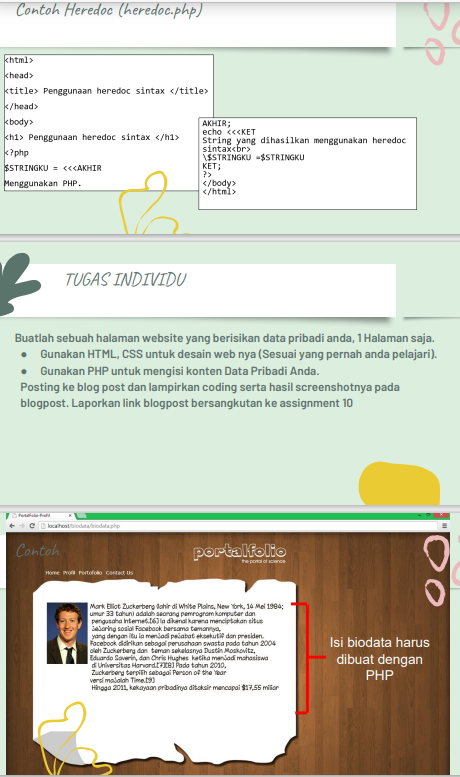 Contoh Heredoc (heredoc.php)
<html>
<head>
<title> Penggunaan heredoc sintax </title>
</head>
<body>
<h1> Penggunaan heredoc sintax </h1>
<?php
$STRINGKU = <<<AKHIR
Menggunakan PHP.
AKHIR;
echo <<<KET
String yang dihasilkan menggunakan heredoc
sintax<br>
\$STRINGKU =$STRINGKU
KET;
?>
</body>
</html>
TUGAS INDIVIDU
Buatlah sebuah halaman website yang berisikan data pribadi anda, 1 Halaman saja.
● Gunakan HTML, CSS untuk desain web nya (Sesuai yang pernah anda pelajari).
● Gunakan PHP untuk mengisi konten Data Pribadi Anda.
Posting ke blog post dan lampirkan coding serta hasil screenshotnya pada
blogpost. Laporkan link blogpost bersangkutan ke assignment 10
PortalFolio-Profil
localhost/biodata/biodata.php
Contoh
portalfolio
the portal of science
Home Profil Portofolio Contact Us
Mark Elliot Zuckerberg (lahir di White Plains, New York, 14 Mei 1984;
umur 33 tahun) adalah seorang pemrogram komputer dan
pengusaha Internet.[6] Ia dikenal karena menciptakan situs
jejaring sosial Facebook bersama temannya,
yang dengan itu ia menjadi pejabat eksekutif dan presiden.
Facebook didirikan sebagai perusahaan swasta pada tahun 2004
oleh Zuckerberg dan teman sekelasnya Dustin Moskovitz,
Eduardo Saverin, dan Chris Hughes ketika menjadi mahasiswa
di Universitas Harvard.[7][8] Pada tahun 2010,
Zuckerberg terpilih sebagai Person of the Year
versi majalah Time.[9]
Hingga 2011, kekayaan pribadinya ditaksir mencapai $17,55 miliar
Isi biodata harus
dibuat dengan
PHP